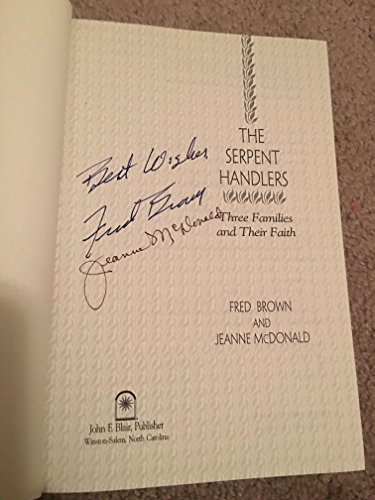 THE
SERPENT
HANDLERS
Three Families
and Their Faith
Best Wishes
Fred Brown
Jeanne McDonald
FRED BROWN
AND
JEANNE McDONALD
John F. Blair, Publisher
Winston-Salem, North Carolina